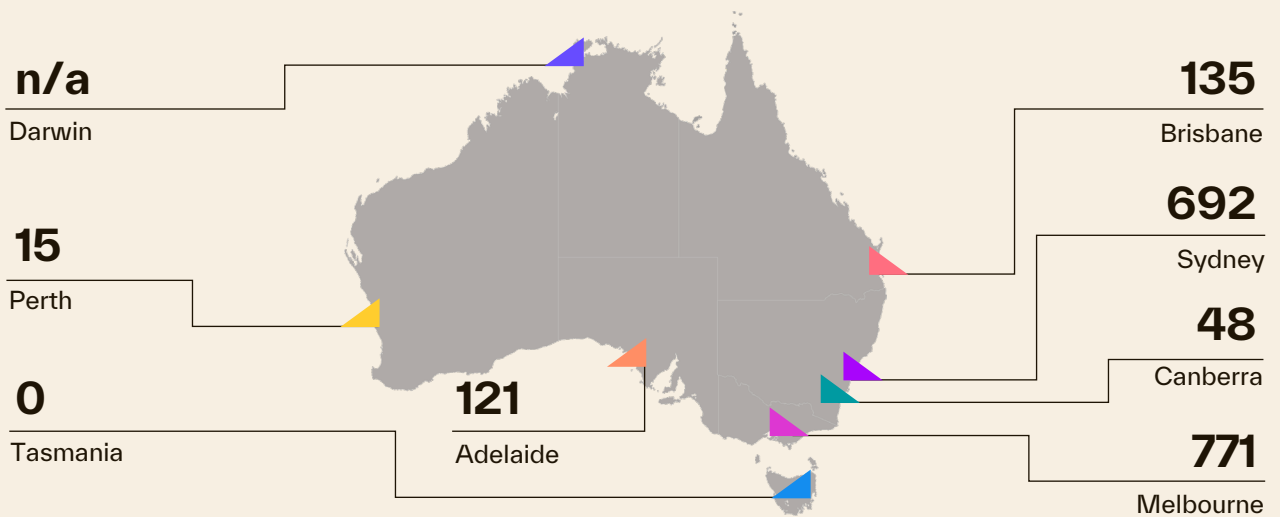 n/a
Darwin
15
Perth
0
Tasmania
121
Adelaide
135
Brisbane
692
Sydney
48
Canberra
771
Melbourne